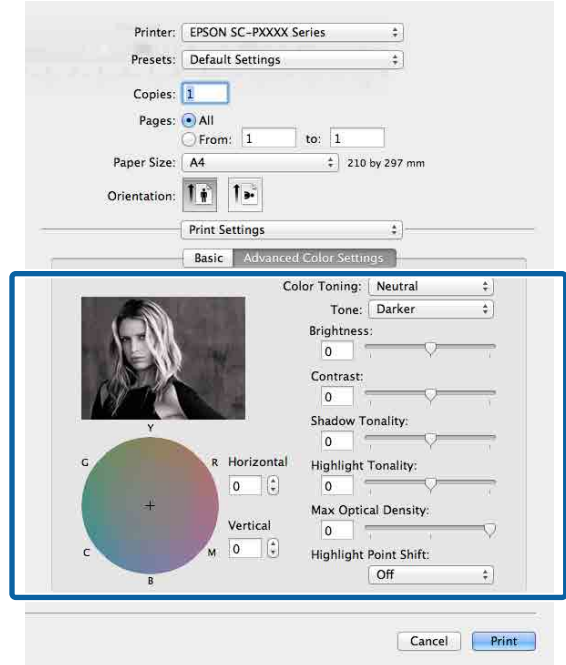 Printer: EPSON SC-PXXXX Series
Presets: Default Settings
Copies: 1
Pages: All
From: 1 to: 1
Paper Size: A4 210 by 297 mm
Orientation:
Print Settings
Basic Advanced Color Settings
Color Toning: Neutral
Tone: Darker
Brightness:
0
Contrast:
0
Shadow Tonality:
0
Highlight Tonality:
0
Max Optical Density:
0
Highlight Point Shift:
Off
Y
G R
C M
B
Horizontal
0
Vertical
0
Cancel Print